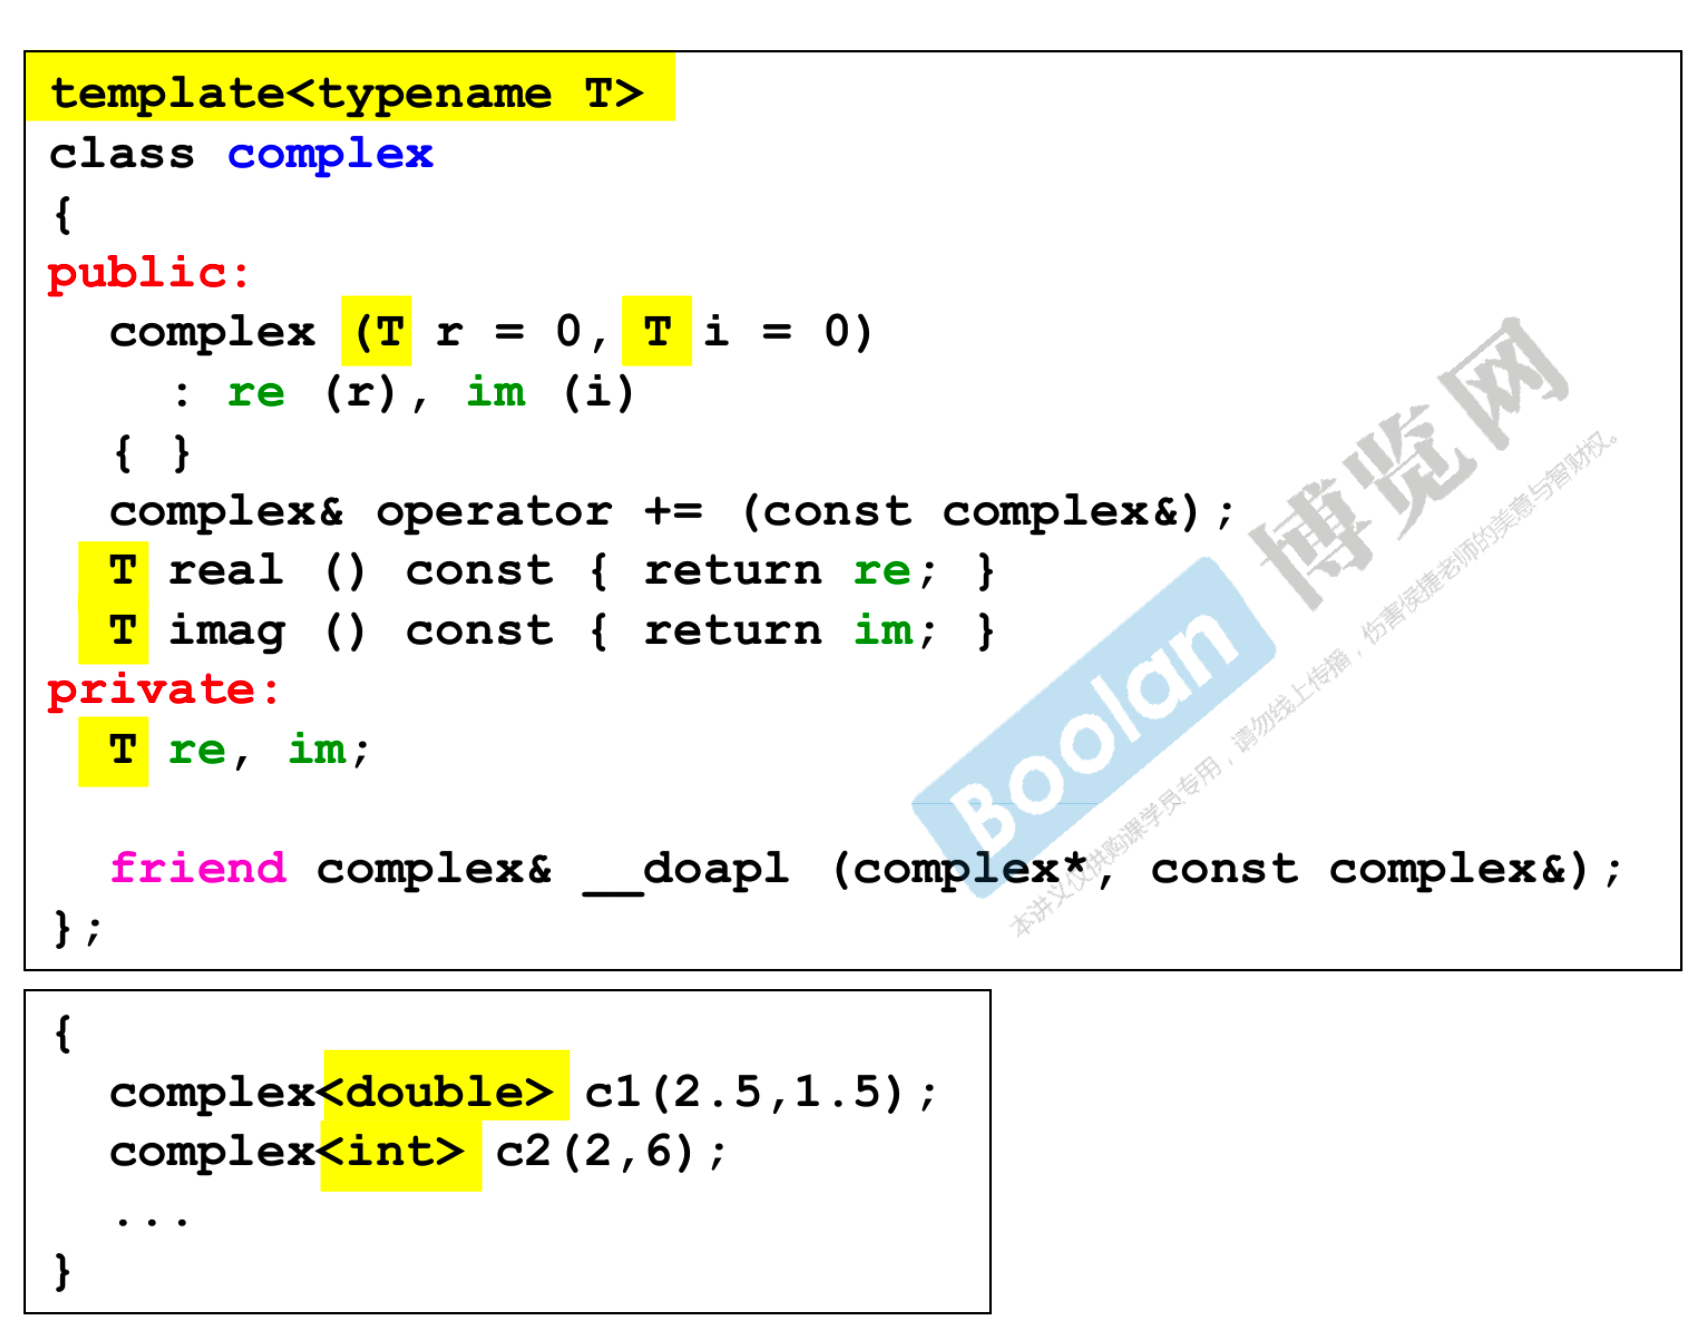 template<typename T>
class complex
{
public:
  complex (T r = 0, T i = 0)
    : re (r), im (i)
  { }
  complex& operator += (const complex&);
  T real () const { return re; }
  T imag () const { return im; }
private:
  T re, im;
  friend complex& __doapl (complex*, const complex&);
};
{
  complex<double> c1(2.5,1.5);
  complex<int> c2(2,6);
  ...
}
Boolan 博览网
本讲义仅供购课学员专用，请勿线上传播，伤害侯捷老师的美意与智财权。